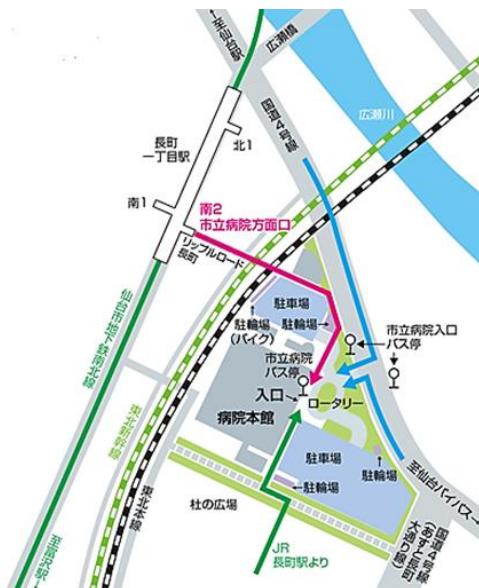 至仙台駅
広瀬橋
国道4号線
広瀬川
長町
一丁目駅
北1
南1
南2
市立病院方面口
リップルロード
長町
駐車場
駐輪場
(バイク)
駐輪場
市立病院入口
バス停
市立病院
バス停
入口
ロータリー
病院本館
仙台市地下鉄南北線
東北新幹線
東北本線
駐車場
駐輪場
駐輪場
杜の広場
至仙台バイパス→
国道4号線
(あすと長町
大通り線)
JR
長町駅より
至富沢駅